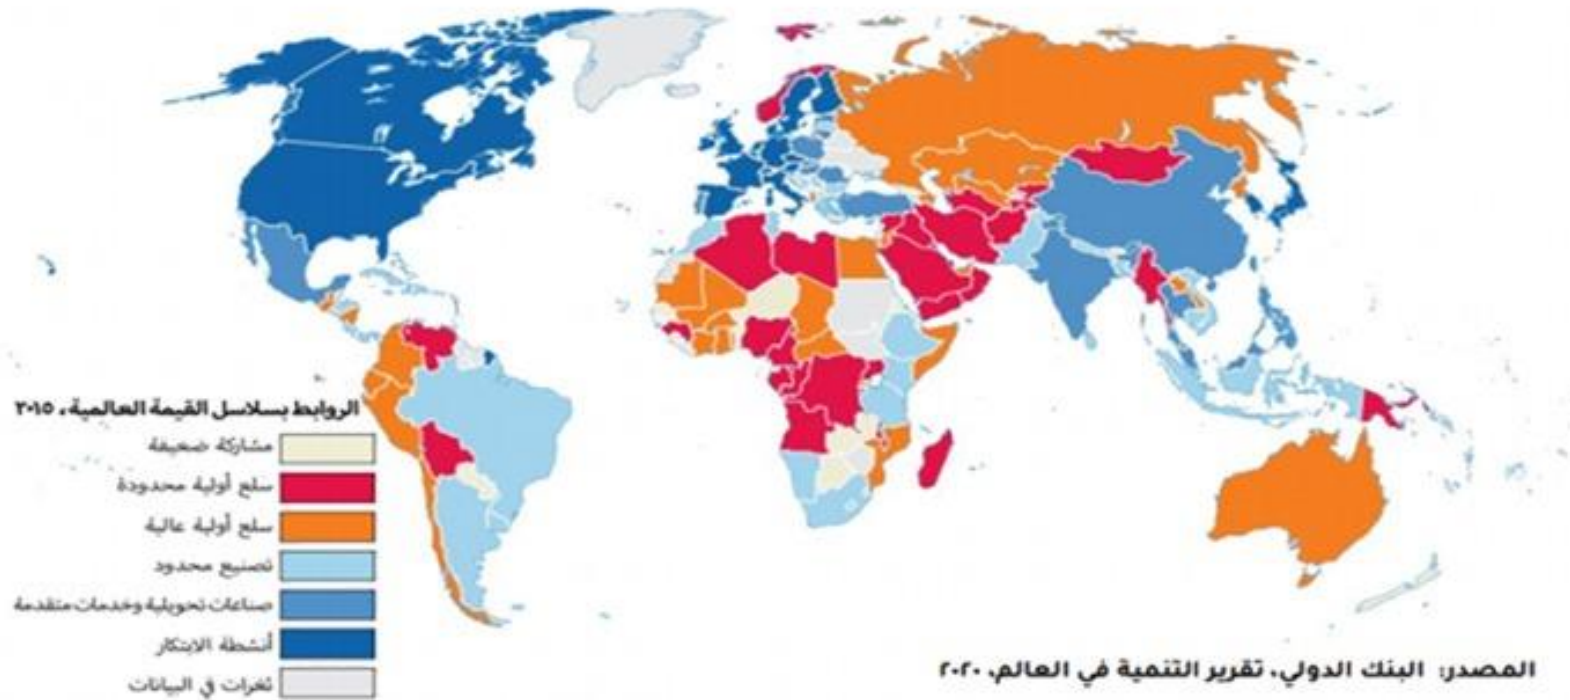 الروابط بسلاسل القيمة العالمية، ٢٠١٥
مشاركة ضعيفة
سلع أولية محدودة
سلع أولية عالية
تصنيع محدود
صناعات تحويلية وخدمات متقدمة
أنشطة الابتكار
ثغرات في البيانات
المصدر: البنك الدولي، تقرير التنمية في العالم، ٢٠٢٠